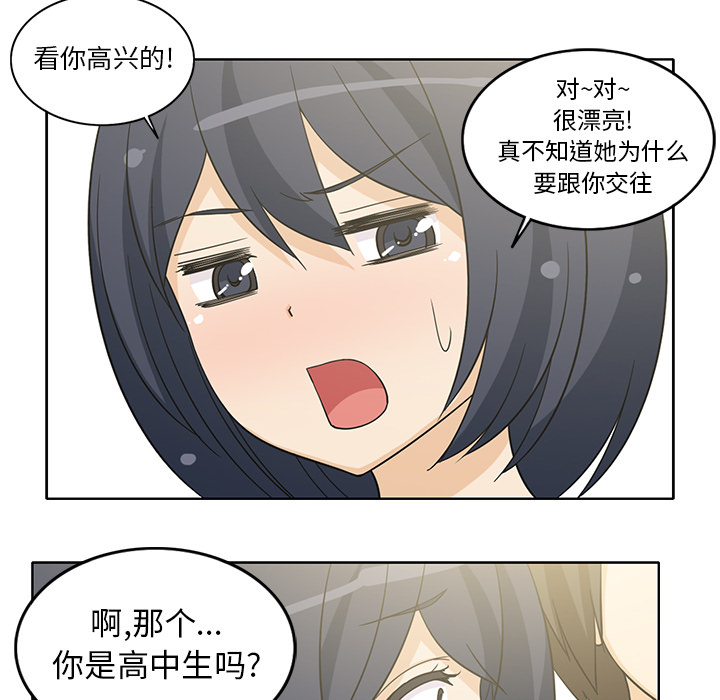 看你高兴的!
对~对~
很漂亮!
真不知道她为什么
要跟你交往
啊,那个...
你是高中生吗?